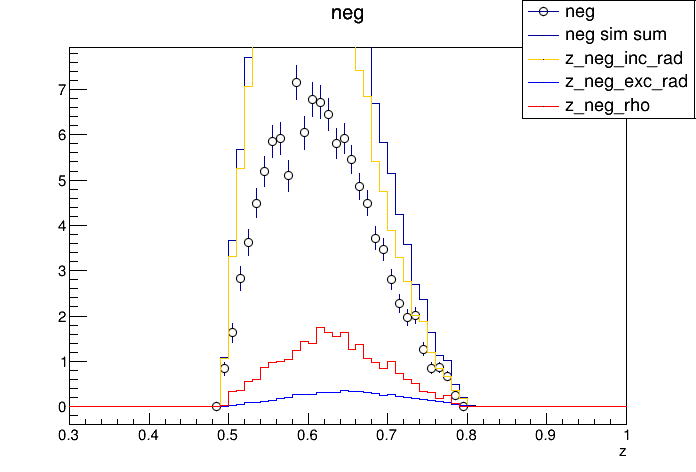 neg
neg
neg sim sum
z_neg_inc_rad
z_neg_exc_rad
z_neg_rho
7
6
5
4
3
2
1
0
0.3 0.4 0.5 0.6 0.7 0.8 0.9 1
z